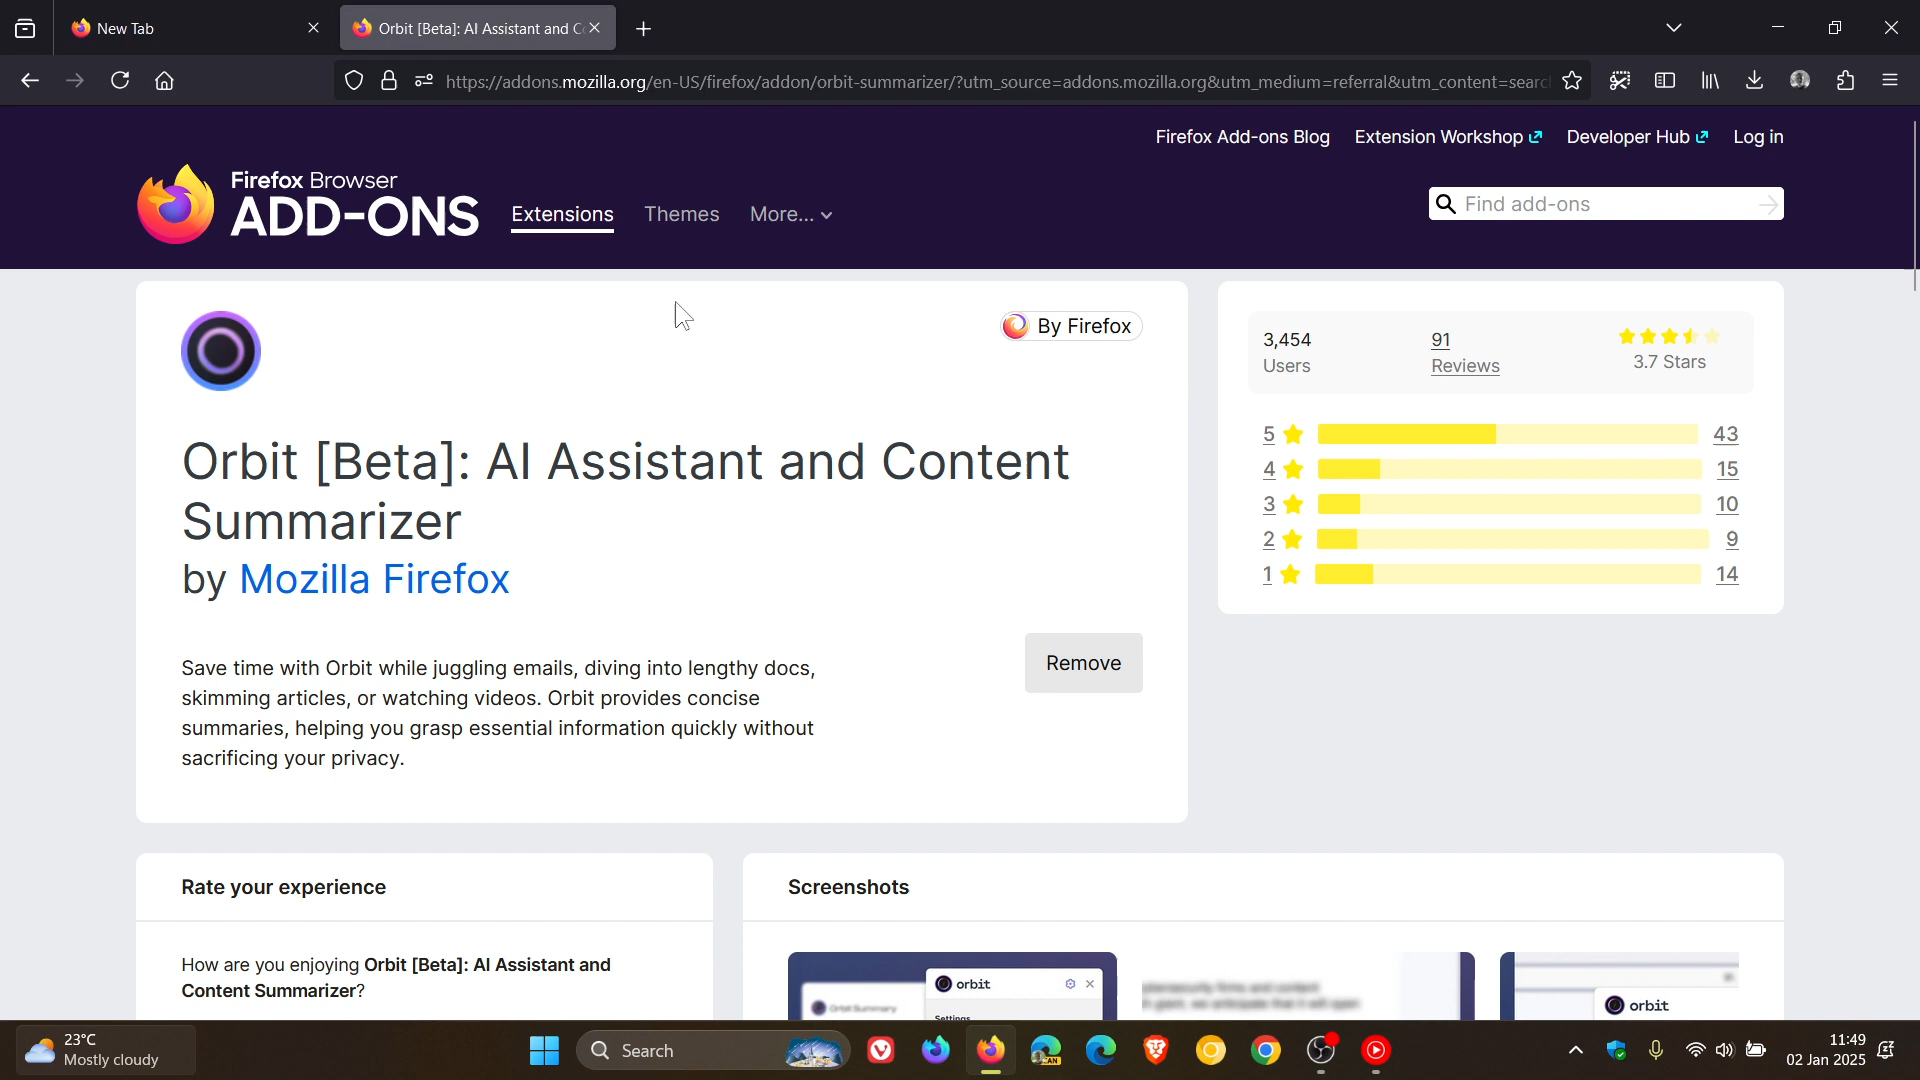 New Tab
Orbit [Beta]: AI Assistant and Co
https://addons.mozilla.org/en-US/firefox/addon/orbit-summarizer/?utm_source=addons.mozilla.org&utm_medium=referral&utm_content=searc
Firefox Add-ons Blog
Extension Workshop
Developer Hub
Log in
Firefox Browser
ADD-ONS
Extensions
Themes
More...
Find add-ons
By Firefox
Orbit [Beta]: AI Assistant and Content
Summarizer
by Mozilla Firefox
Save time with Orbit while juggling emails, diving into lengthy docs,
skimming articles, or watching videos. Orbit provides concise
summaries, helping you grasp essential information quickly without
sacrificing your privacy.
Remove
3,454
Users
91
Reviews
3.7 Stars
5 43
4 15
3 10
2 9
1 14
Rate your experience
How are you enjoying Orbit [Beta]: AI Assistant and
Content Summarizer?
Screenshots
orbit
Orbit Summary
Settings
orbit
23°C
Mostly cloudy
Search
CAN
11:49
02 Jan 2025